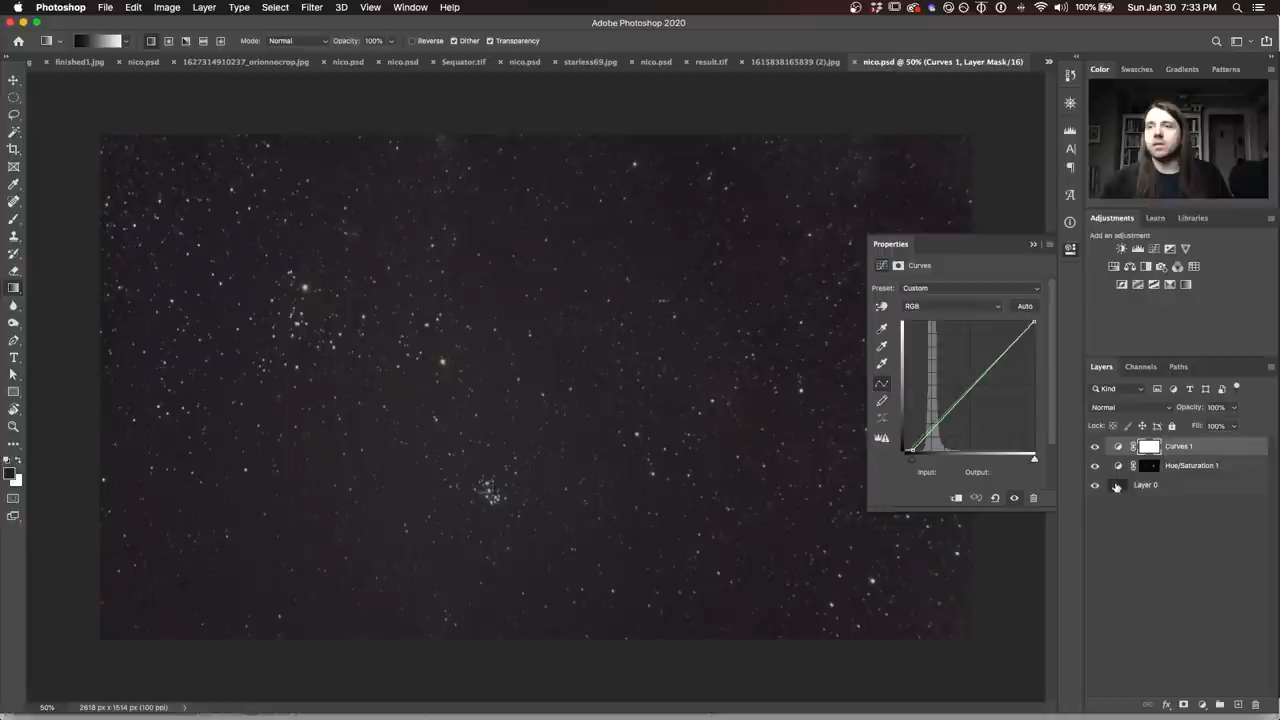 Photoshop File Edit Image Layer Type Select Filter 3D View Window Help 100% Sun Jan 30 7:33 PM
Adobe Photoshop 2020
Mode: Normal Opacity: 100% Reverse Dither Transparency
finished1.jpg nico.psd 1627314910237_orionnocrop.jpg nico.psd nico.psd Sequator.tif nico.psd starless69.jpg nico.psd result.tif 1615838165839 (2).jpg nico.psd @ 50% (Curves 1, Layer Mask/16)
Color Swatches Gradients Patterns
Adjustments Learn Libraries
Add an adjustment
Properties
Curves
Preset: Custom
RGB Auto
Input: Output:
Layers Channels Paths
Kind
Normal Opacity: 100%
Lock: Fill: 100%
Curves 1
Hue/Saturation 1
Layer 0
50% 2618 px x 1514 px (100 ppi)